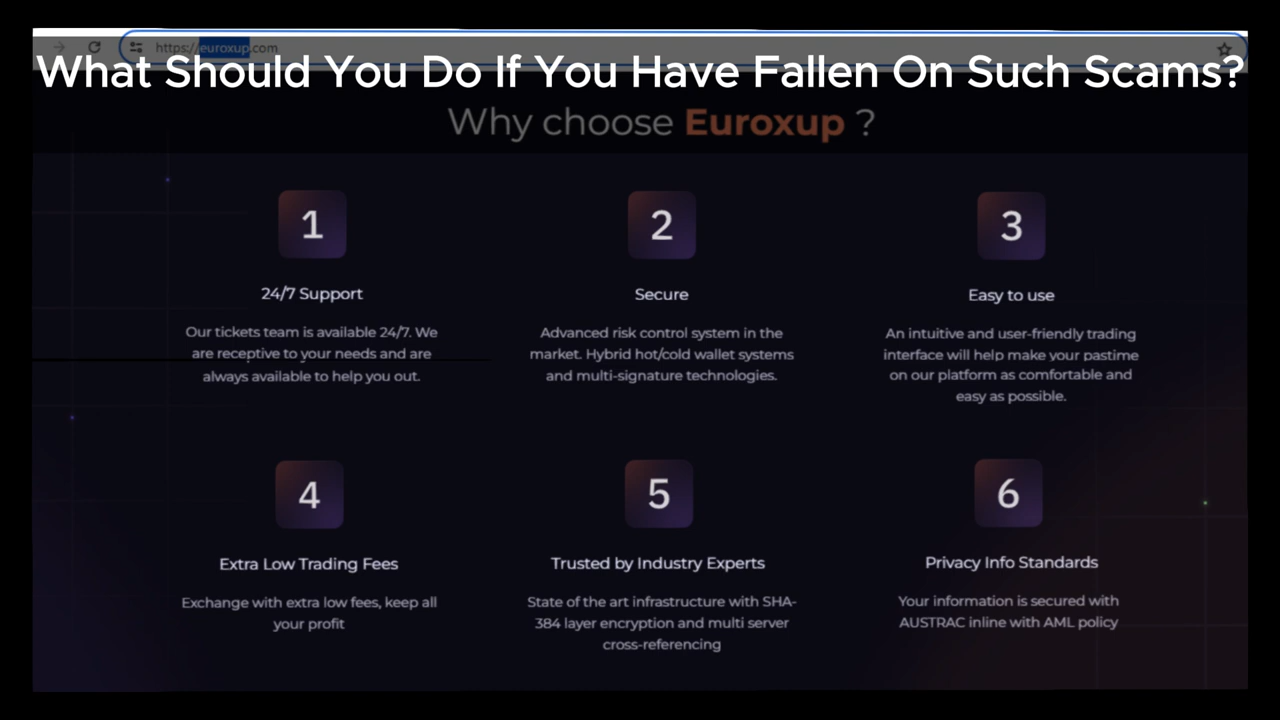 https://euroxup.com
What Should You Do If You Have Fallen On Such Scams?
Why choose Euroxup ?
1
2
3
24/7 Support
Secure
Easy to use
Our tickets team is available 24/7. We
are receptive to your needs and are
always available to help you out.
Advanced risk control system in the
market. Hybrid hot/cold wallet systems
and multi-signature technologies.
An intuitive and user-friendly trading
interface will help make your pastime
on our platform as comfortable and
easy as possible.
4
5
6
Extra Low Trading Fees
Trusted by Industry Experts
Privacy Info Standards
Exchange with extra low fees, keep all
your profit
State of the art infrastructure with SHA-
384 layer encryption and multi server
cross-referencing
Your information is secured with
AUSTRAC inline with AML policy